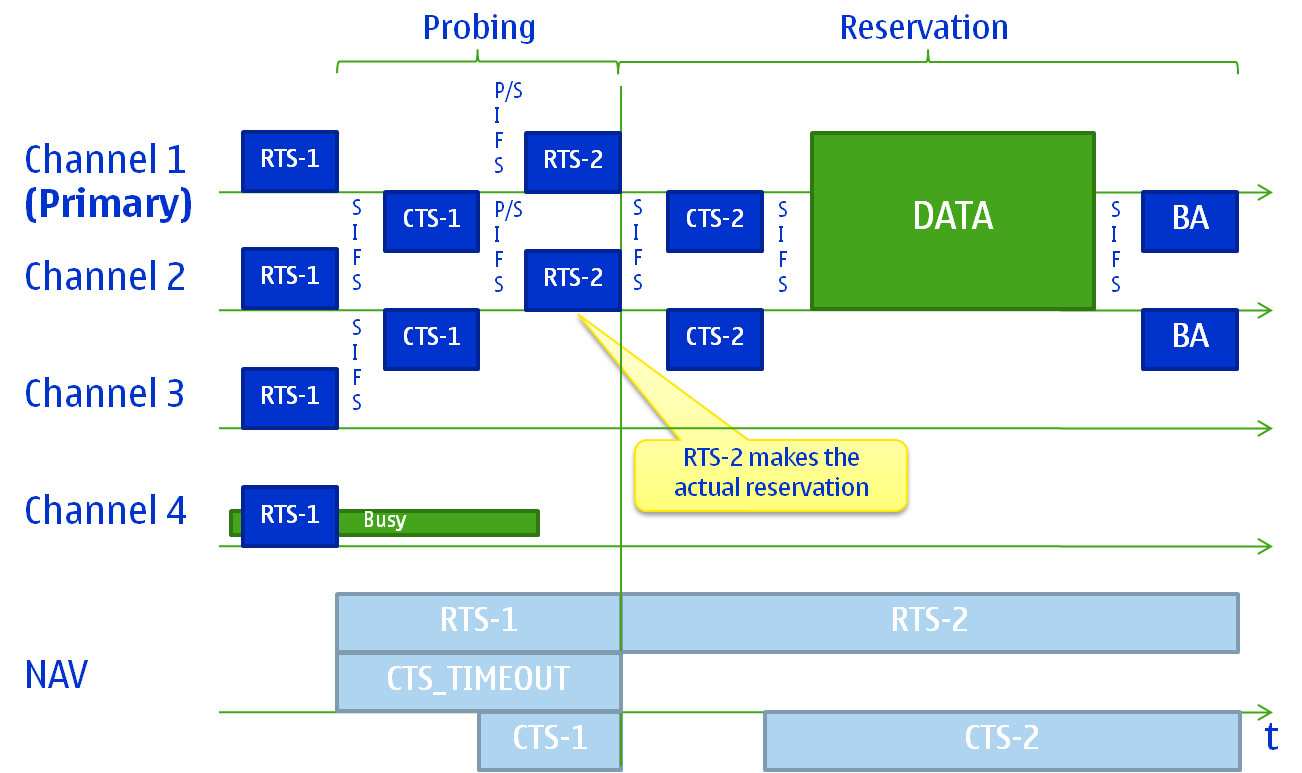 Probing
Reservation
P/S
I
F
S
Channel 1
(Primary)
RTS-1
RTS-2
DATA
S
I
F
S
CTS-1
P/S
I
F
S
S
I
F
S
CTS-2
S
I
F
S
S
I
F
S
BA
Channel 2
RTS-1
RTS-2
S
I
F
S
CTS-1
CTS-2
BA
Channel 3
RTS-1
RTS-2 makes the
actual reservation
Channel 4
RTS-1
Busy
RTS-1
RTS-2
NAV
CTS_TIMEOUT
CTS-1
CTS-2
t